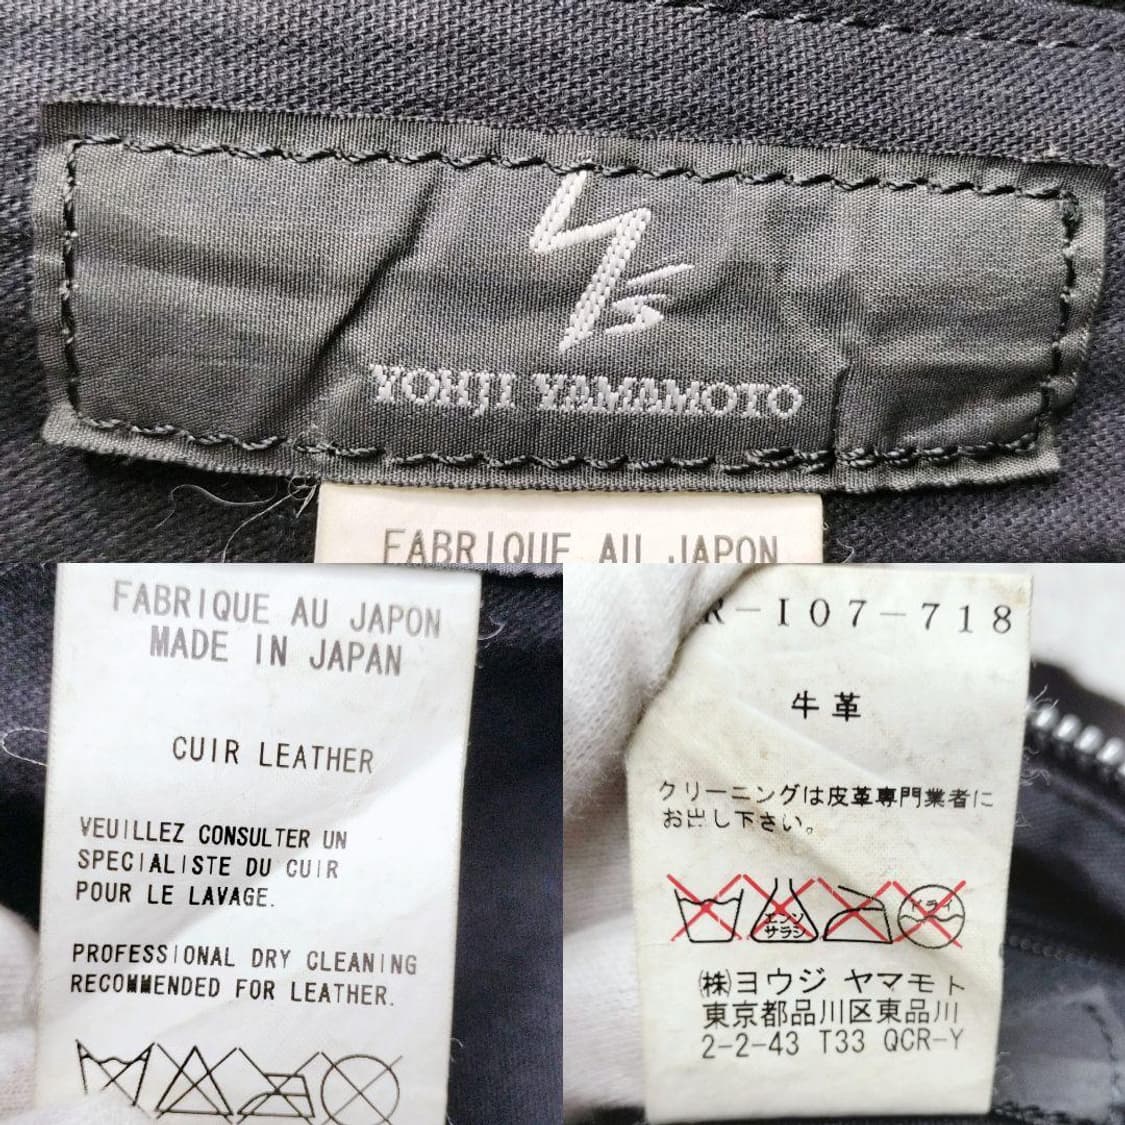 Y's
YOHJI YAMAMOTO
FABRIQUE AU JAPON
FABRIQUE AU JAPON
MADE IN JAPAN
CUIR LEATHER
VEUILLEZ CONSULTER UN
SPECIALISTE DU CUIR
POUR LE LAVAGE.
PROFESSIONAL DRY CLEANING
RECOMMENDED FOR LEATHER.
R-I07-718
牛革
クリーニングは皮革専門業者に
お出し下さい。
エンソ
サラシ
ドライ
(株)ヨウジ ヤマモト
東京都品川区東品川
2-2-43 T33 QCR-Y